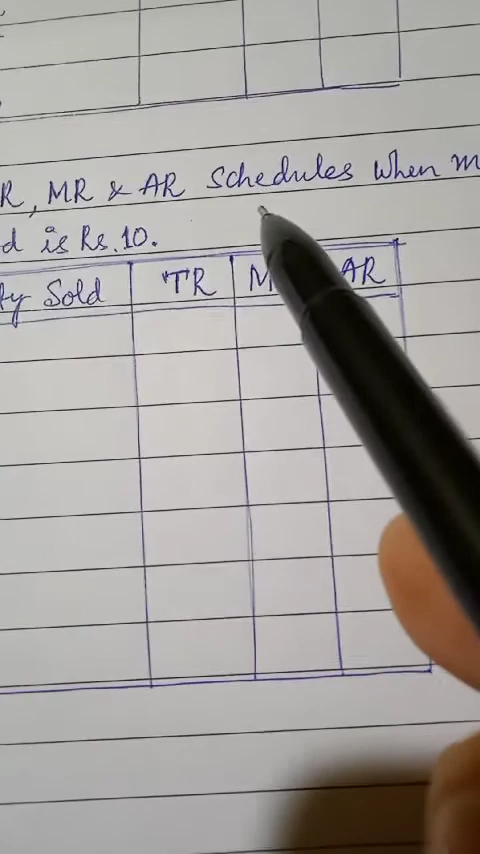 R, MR & AR Schedules when m
d is Rs. 10.
ty Sold TR M AR